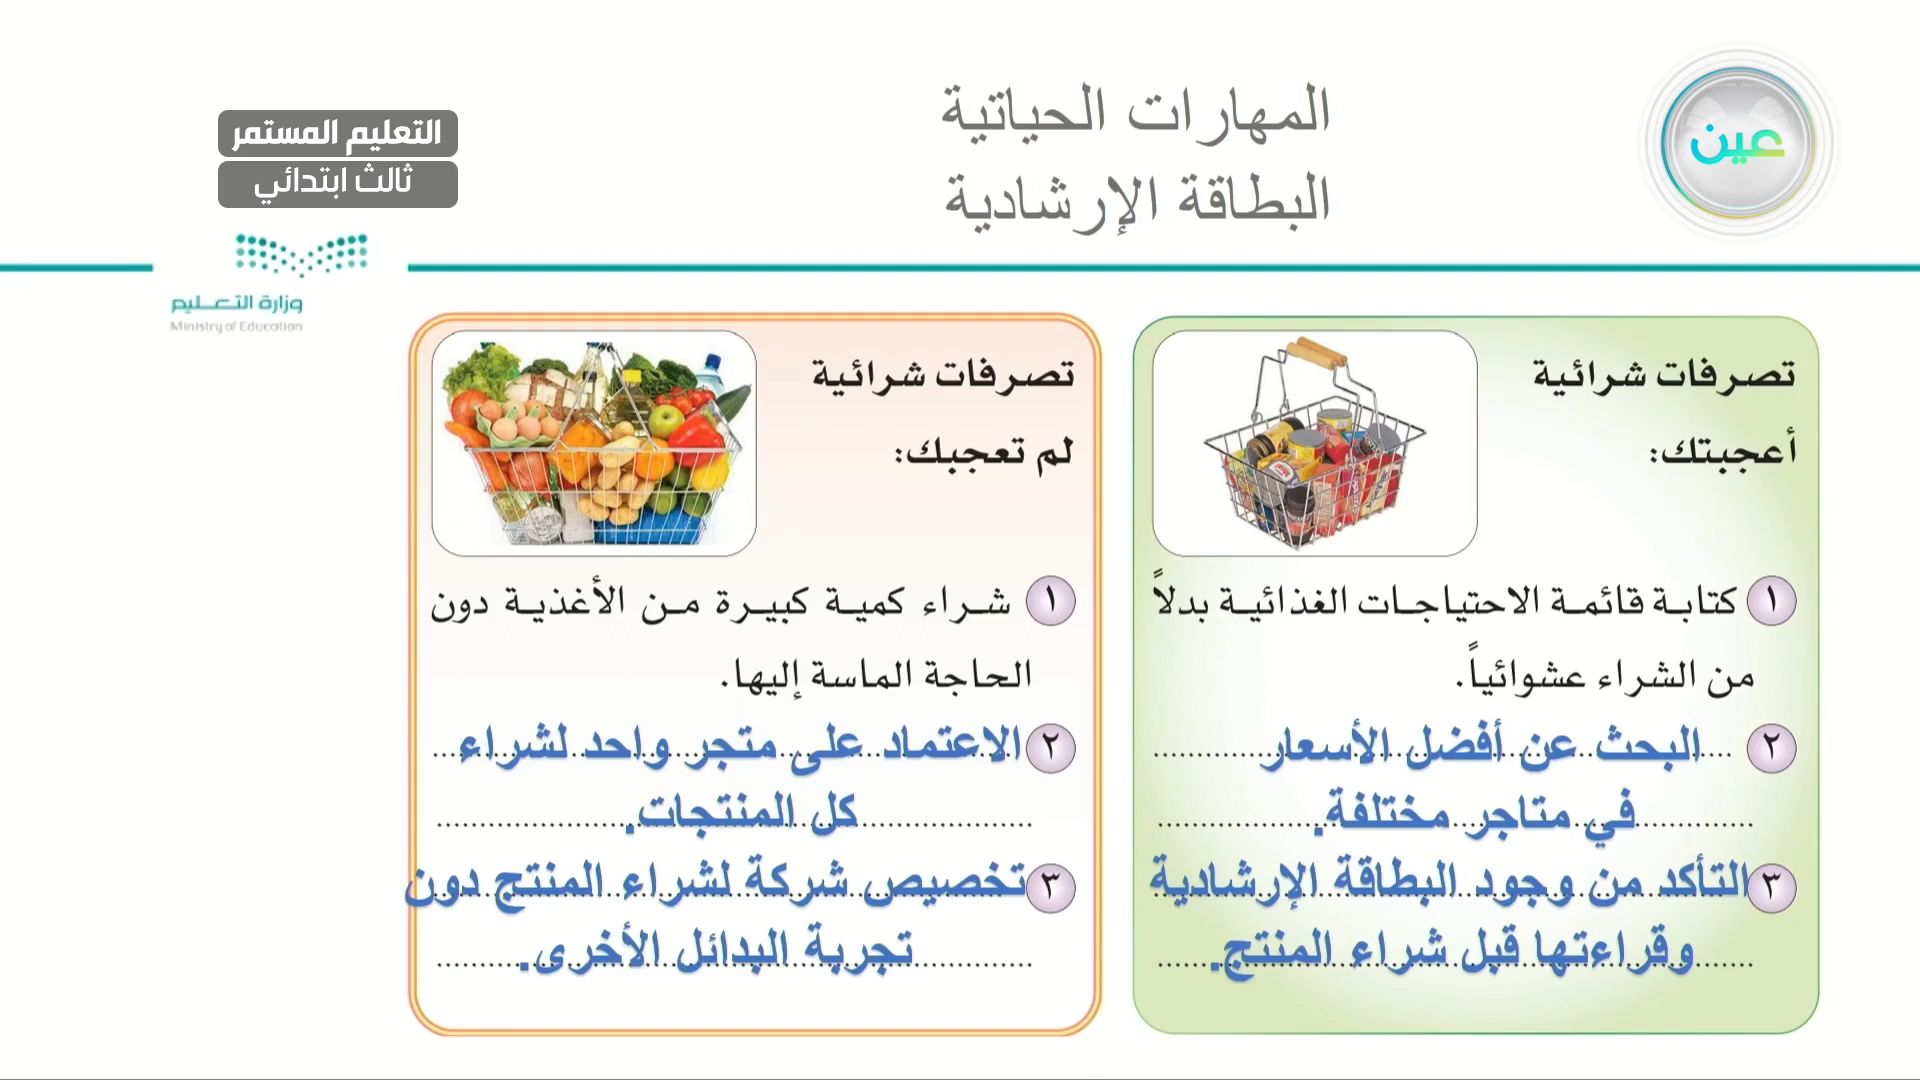 عين
المهارات الحياتية
البطاقة الإرشادية
التعليم المستمر
ثالث ابتدائي
وزارة التعـــليم
Ministry of Education
تصرفات شرائية
أعجبتك:
١ كتابة قائمة الاحتياجات الغذائية بدلاً
من الشراء عشوائياً.
٢ البحث عن أفضل الأسعار
في متاجر مختلفة.
٣ التأكد من وجود البطاقة الإرشادية
وقراءتها قبل شراء المنتج.
تصرفات شرائية
لم تعجبك:
١ شراء كمية كبيرة من الأغذية دون
الحاجة الماسة إليها.
٢ الاعتماد على متجر واحد لشراء
كل المنتجات.
٣ تخصيص شركة لشراء المنتج دون
تجربة البدائل الأخرى.